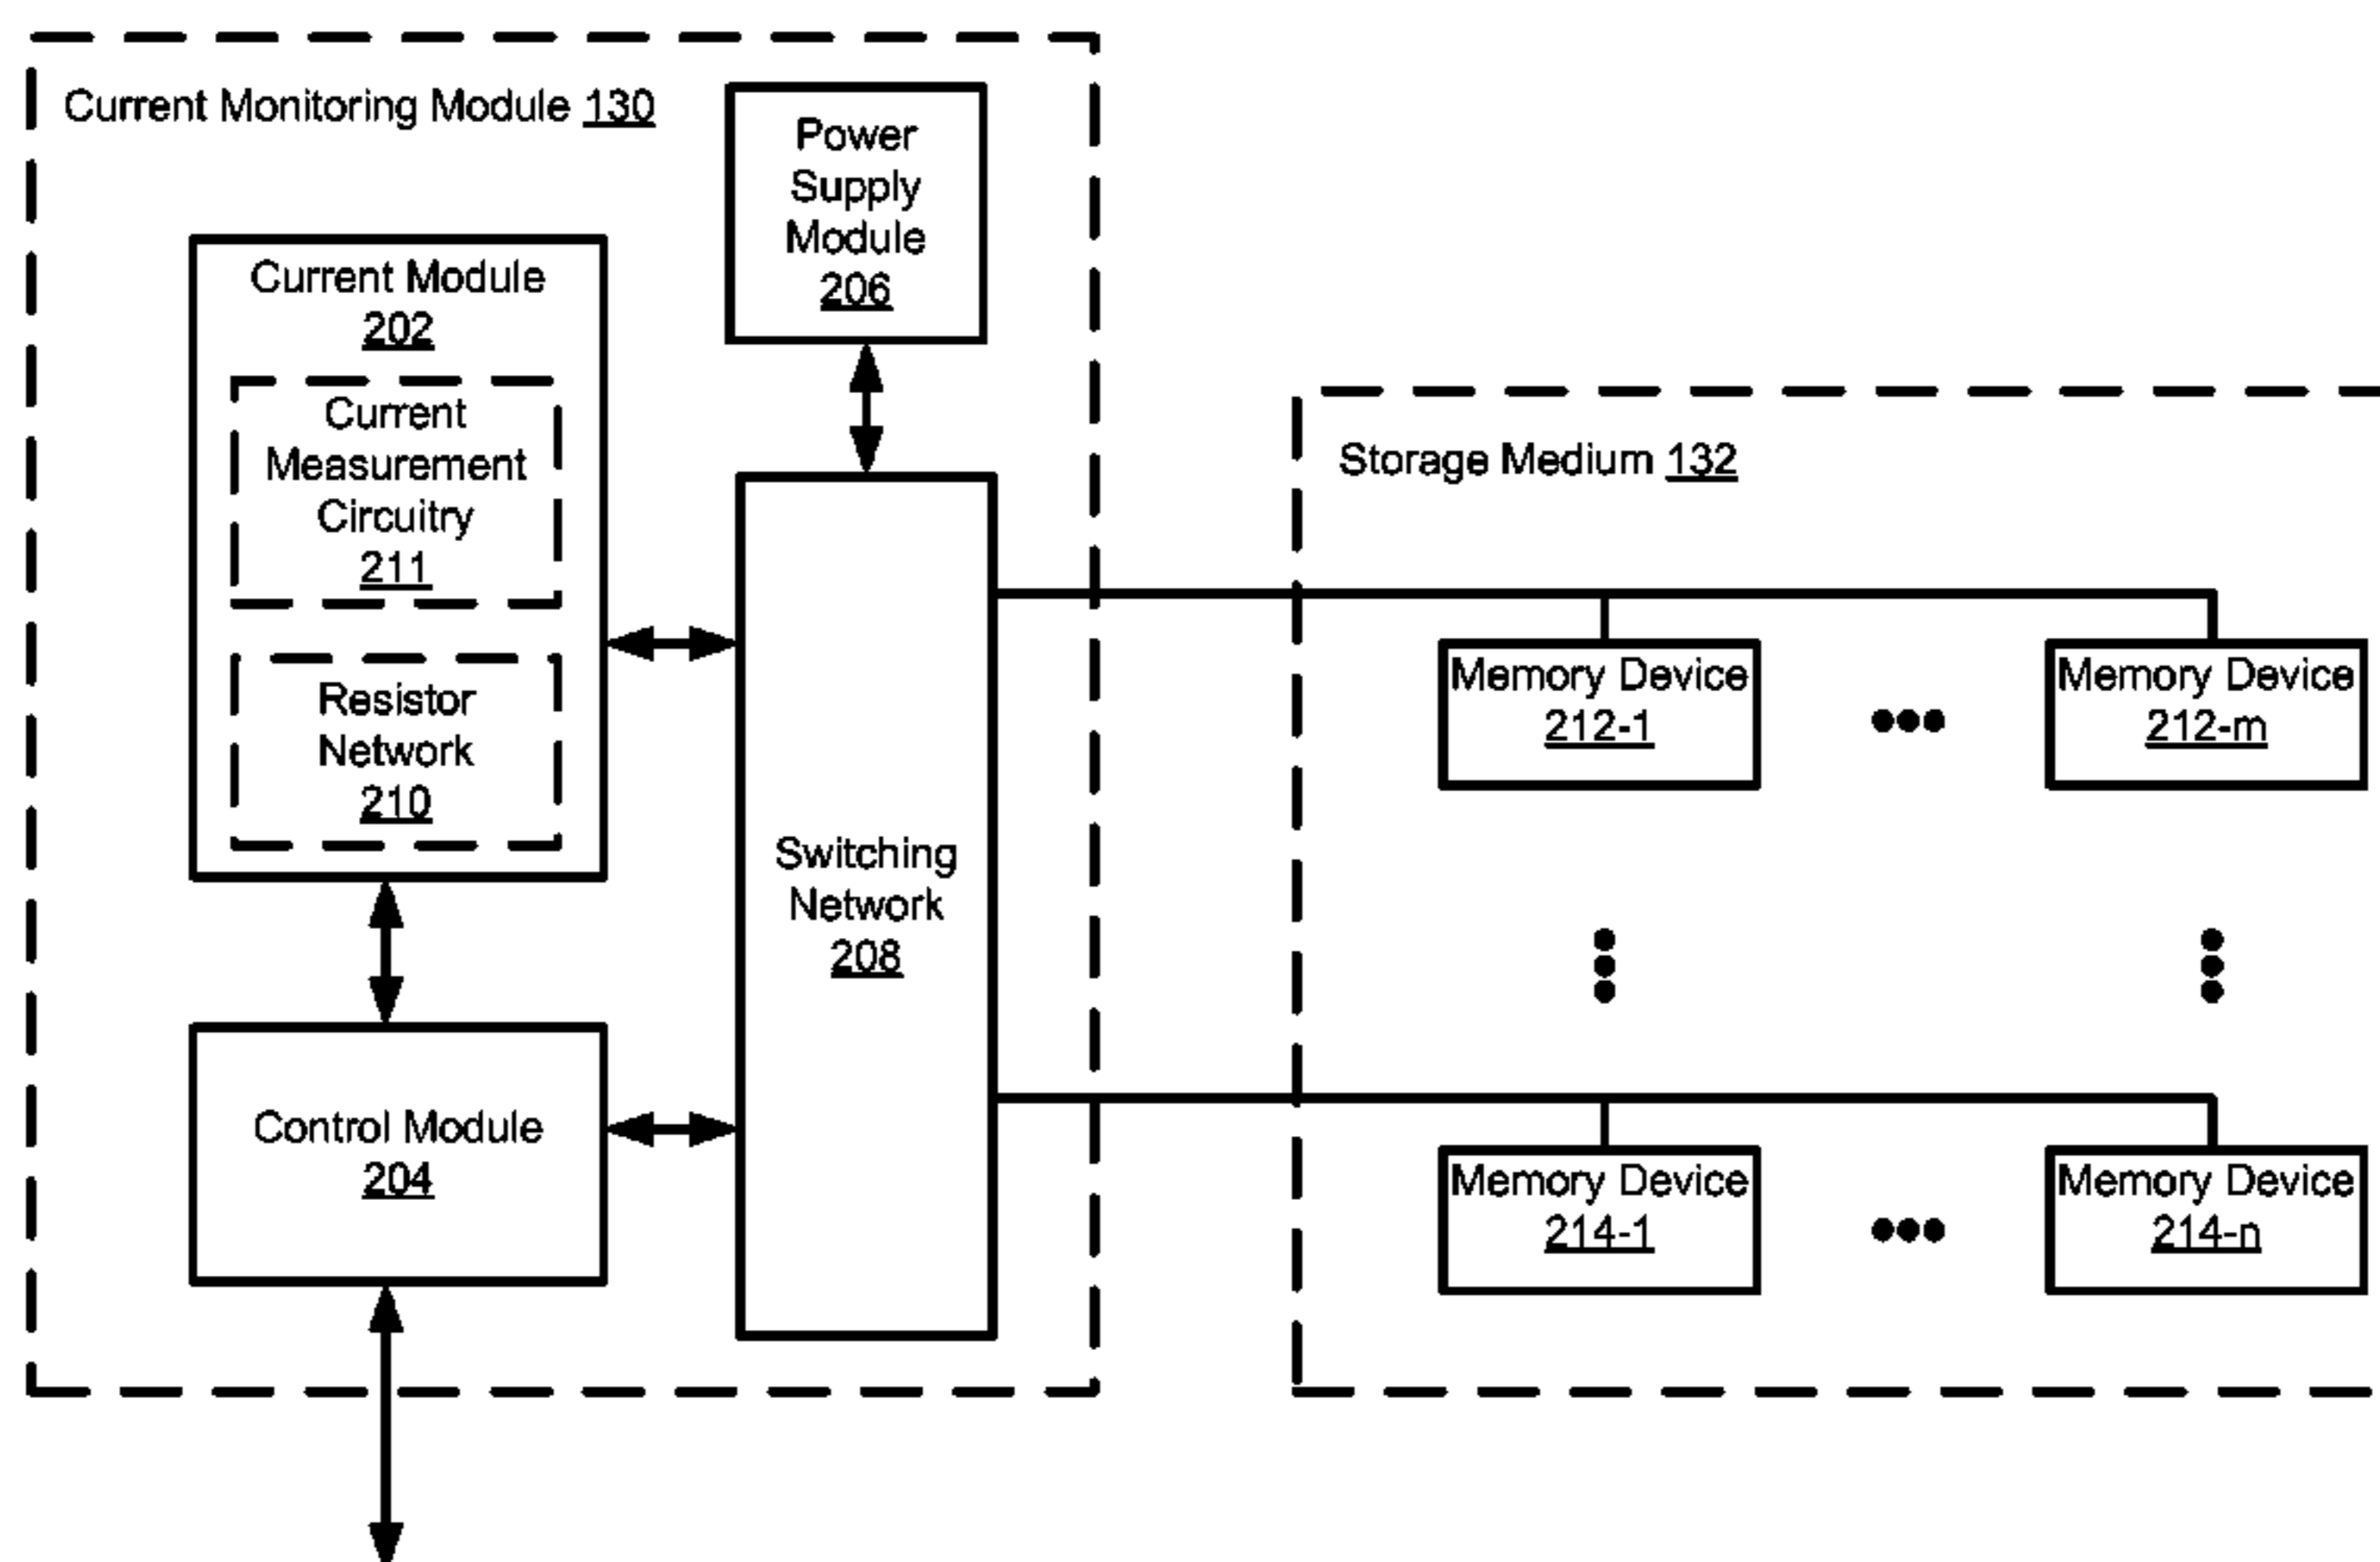 Current Monitoring Module 130
Power
Supply
Module
206
Current Module
202
Current
Measurement
Circuitry
211
Resistor
Network
210
Switching
Network
208
Control Module
204
Storage Medium 132
Memory Device
212-1
Memory Device
212-m
Memory Device
214-1
Memory Device
214-n